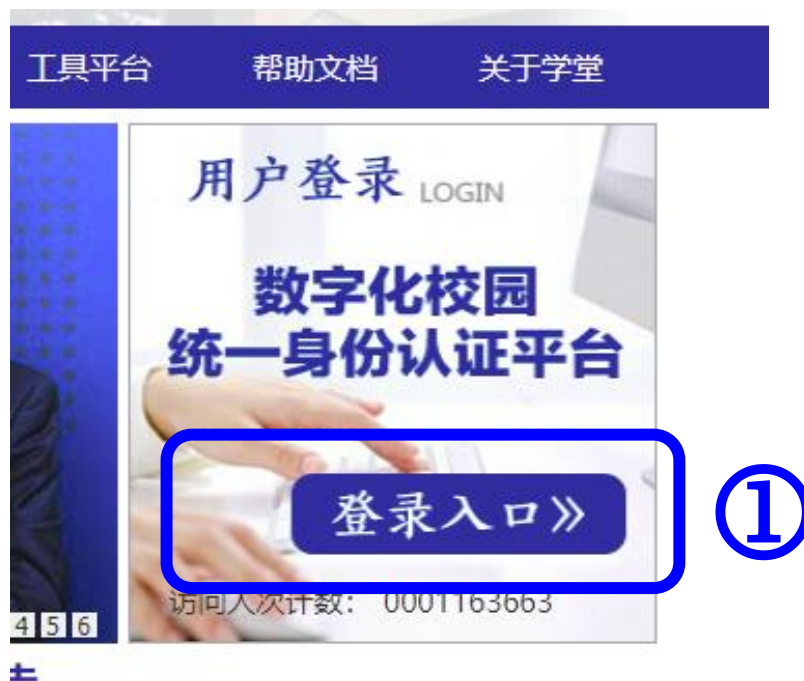 工具平台 帮助文档 关于学堂
用户登录 LOGIN
数字化校园
统一身份认证平台
登录入口》
①
访问人次计数： 0001163663
4 5 6